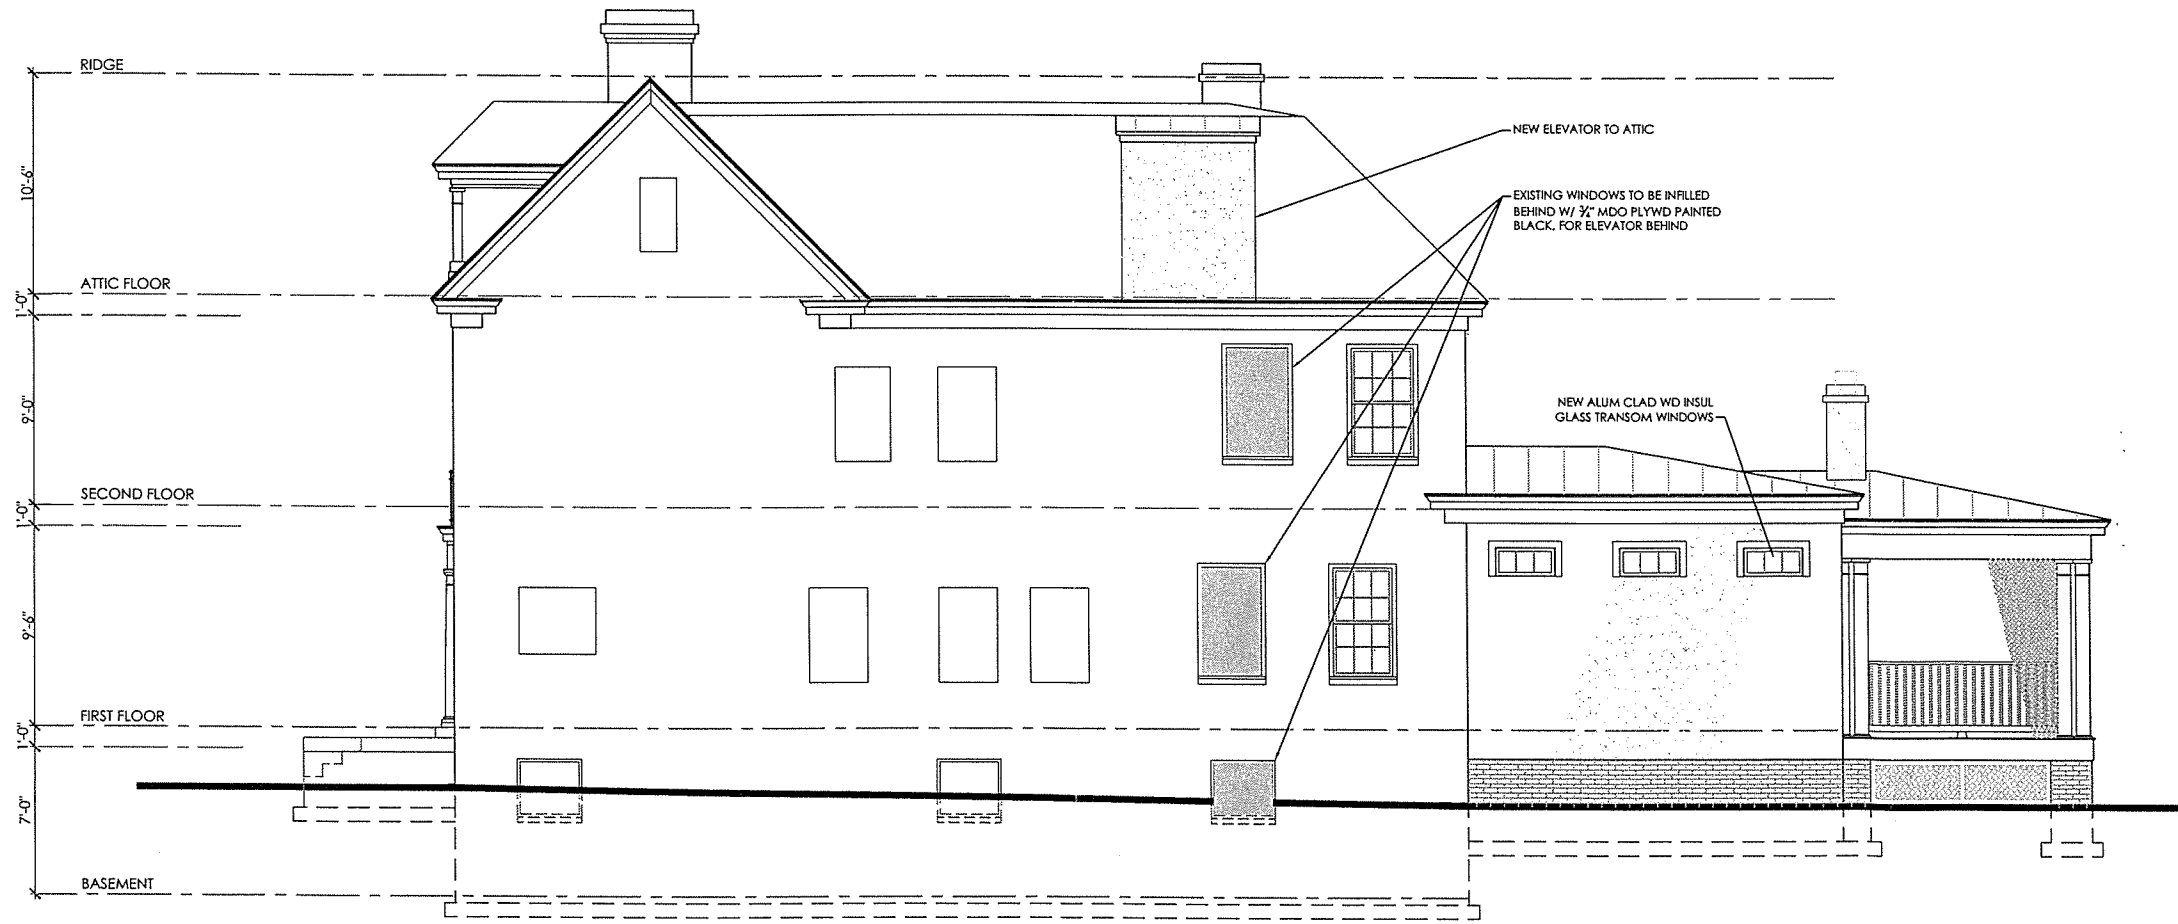 RIDGE
10'-6"
NEW ELEVATOR TO ATTIC
EXISTING WINDOWS TO BE INFILLED
BEHIND W/ ¾" MDO PLYWD PAINTED
BLACK, FOR ELEVATOR BEHIND
ATTIC FLOOR
1'-0"
9'-0"
NEW ALUM CLAD WD INSUL
GLASS TRANSOM WINDOWS
SECOND FLOOR
1'-0"
9'-6"
FIRST FLOOR
1'-0"
7'-0"
BASEMENT